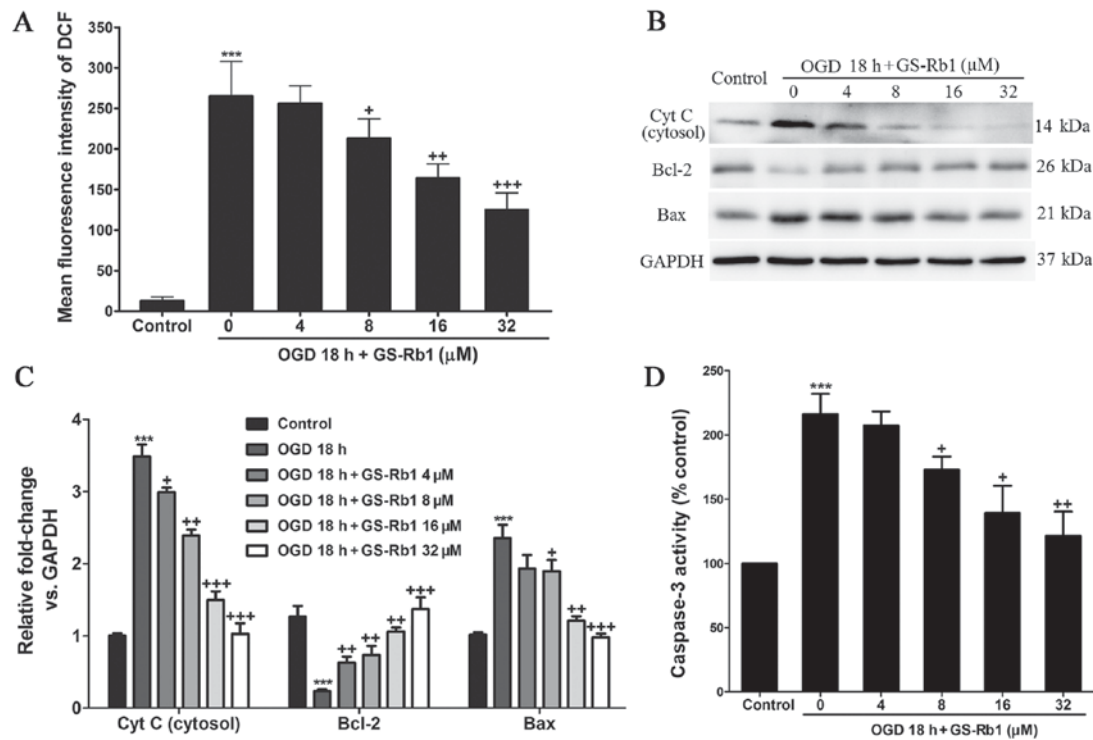 A
Mean fluoresence intensity of DCF
350
300
250
200
150
100
50
0
***
+
++
+++
Control 0 4 8 16 32
OGD 18 h + GS-Rb1 (μM)
B
OGD 18 h + GS-Rb1 (μM)
Control 0 4 8 16 32
Cyt C
(cytosol)
14 kDa
Bcl-2 26 kDa
Bax 21 kDa
GAPDH 37 kDa
C
Relative fold-change
vs. GAPDH
4
3
2
1
0
*** + ++ +++ +++
*** ++ ++ ++ +++
*** + ++ +++
Control
OGD 18 h
OGD 18 h + GS-Rb1 4 μM
OGD 18 h + GS-Rb1 8 μM
OGD 18 h + GS-Rb1 16 μM
OGD 18 h + GS-Rb1 32 μM
Cyt C (cytosol) Bcl-2 Bax
D
Caspase-3 activity (% control)
250
200
150
100
50
0
***
+
+
++
Control 0 4 8 16 32
OGD 18 h + GS-Rb1 (μM)